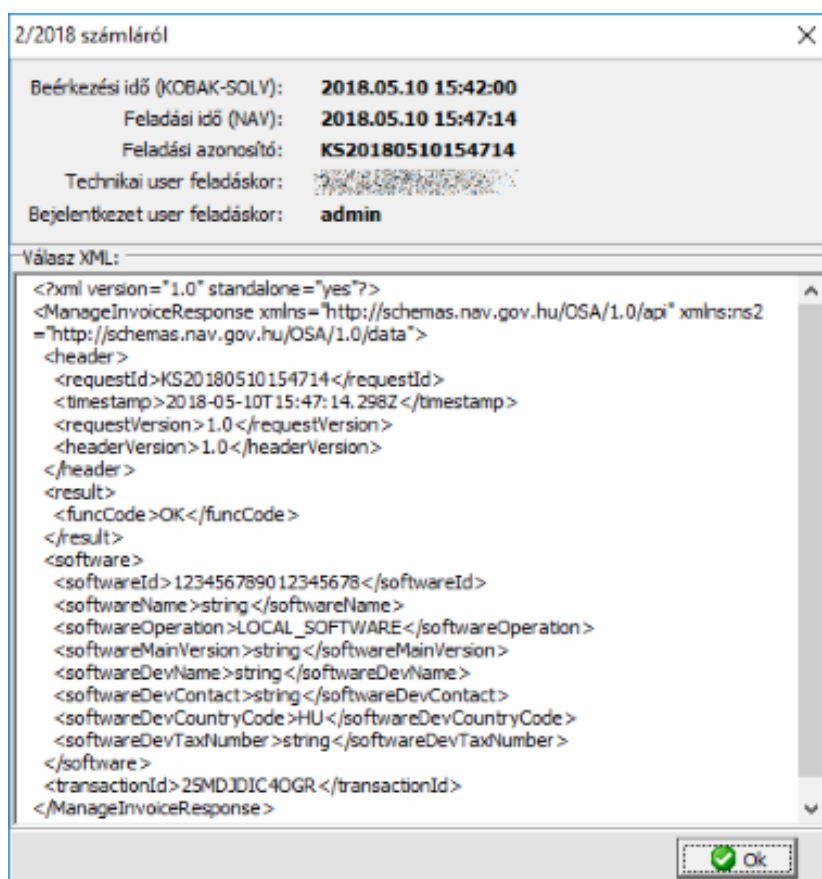 2/2018 számláról
Beérkezési idő (KOBAK-SOLV): 2018.05.10 15:42:00
Feladási idő (NAV): 2018.05.10 15:47:14
Feladási azonosító: KS20180510154714
Technikai user feladáskor:
Bejelentkezet user feladáskor: admin
Válasz XML:
<?xml version="1.0" standalone="yes"?>
<ManageInvoiceResponse xmlns="http://schemas.nav.gov.hu/OSA/1.0/api" xmlns:ns2
="http://schemas.nav.gov.hu/OSA/1.0/data">
<header>
<requestId>KS20180510154714</requestId>
<timestamp>2018-05-10T15:47:14.298Z</timestamp>
<requestVersion>1.0</requestVersion>
<headerVersion>1.0</headerVersion>
</header>
<result>
<funcCode>OK</funcCode>
</result>
<software>
<softwareId>123456789012345678</softwareId>
<softwareName>string</softwareName>
<softwareOperation>LOCAL_SOFTWARE</softwareOperation>
<softwareMainVersion>string</softwareMainVersion>
<softwareDevName>string</softwareDevName>
<softwareDevContact>string</softwareDevContact>
<softwareDevCountryCode>HU</softwareDevCountryCode>
<softwareDevTaxNumber>string</softwareDevTaxNumber>
</software>
<transactionId>25MDJDIC4OGR</transactionId>
</ManageInvoiceResponse>
Ok